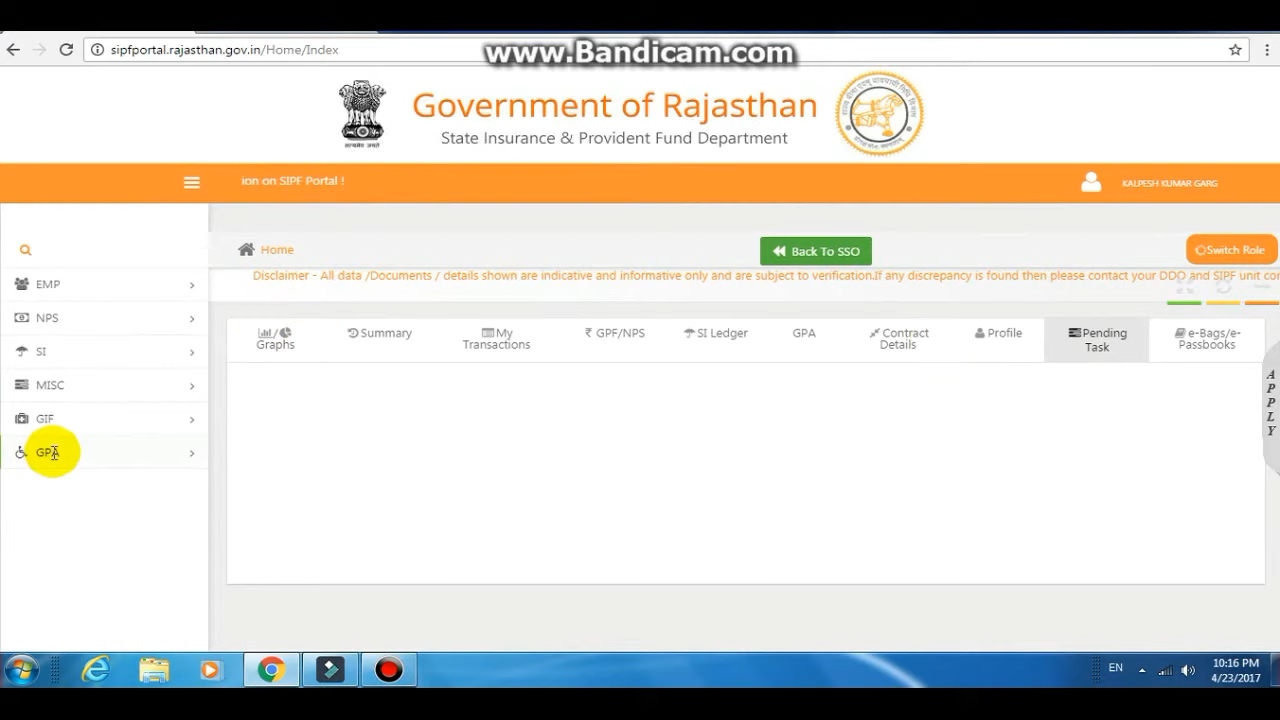 www.Bandicam.com
sipfportal.rajasthan.gov.in/Home/Index
Government of Rajasthan
State Insurance & Provident Fund Department
ion on SIPF Portal !
KALPESH KUMAR GARG
Home
Back To SSO
Switch Role
Disclaimer - All data /Documents / details shown are indicative and informative only and are subject to verification.If any discrepancy is found then please contact your DDO and SIPF unit
EMP
NPS
SI
MISC
GIF
GPA
/ Graphs
Summary
My Transactions
₹ GPF/NPS
SI Ledger
GPA
Contract Details
Profile
Pending Task
e-Bags/e-Passbooks
APPLY
EN
10:16 PM
4/23/2017